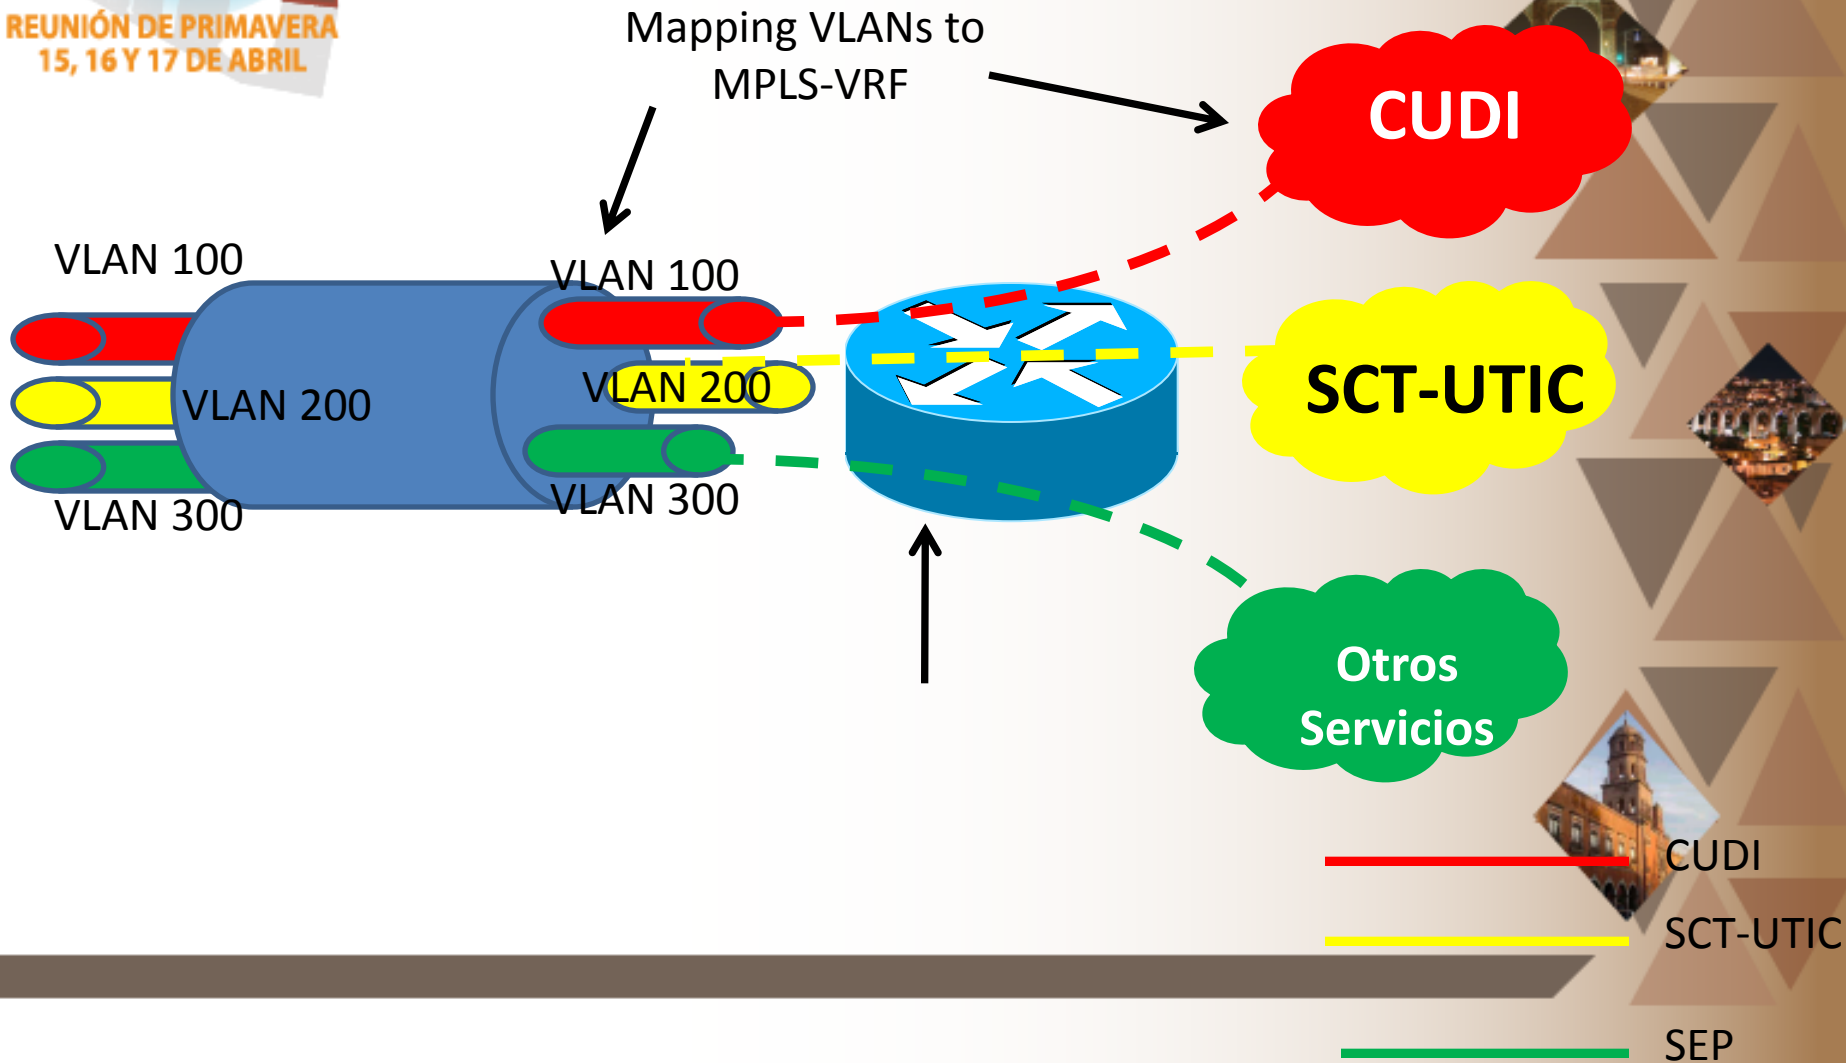 REUNIÓN DE PRIMAVERA
15, 16 Y 17 DE ABRIL
Mapping VLANs to
MPLS-VRF
CUDI
VLAN 100
VLAN 100
VLAN 200
VLAN 200
SCT-UTIC
VLAN 300
VLAN 300
Otros
Servicios
CUDI
SCT-UTIC
SEP